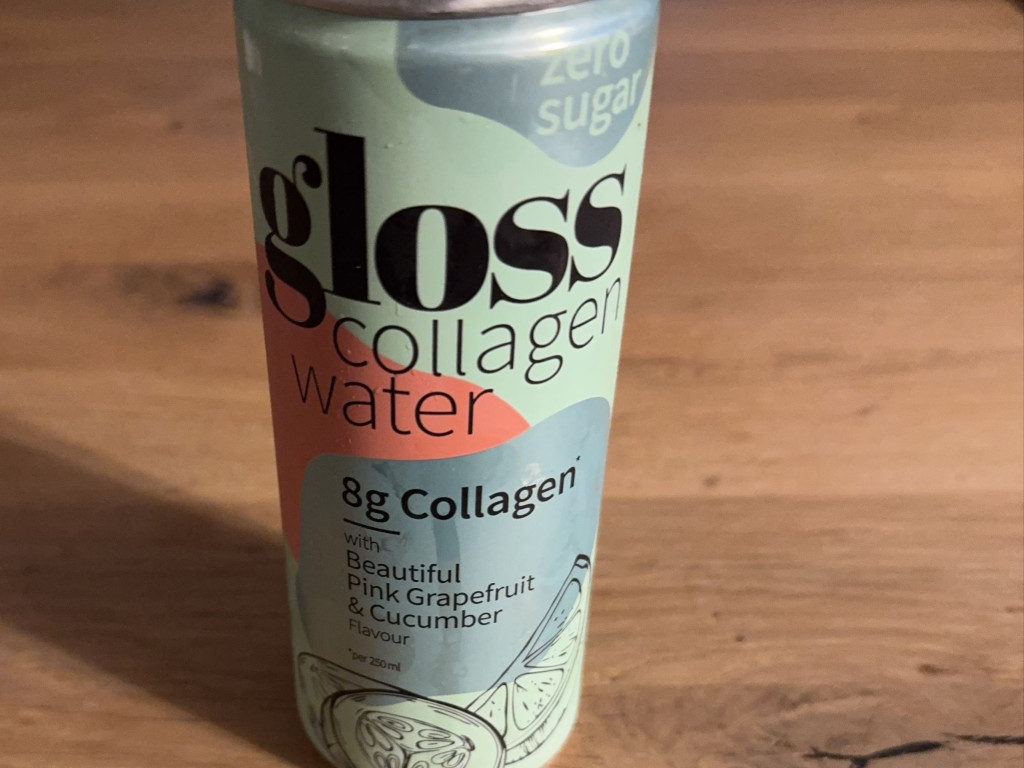 zero
sugar
gloss
collagen
water
8g Collagen*
with
Beautiful
Pink Grapefruit
& Cucumber
Flavour
*per 250ml